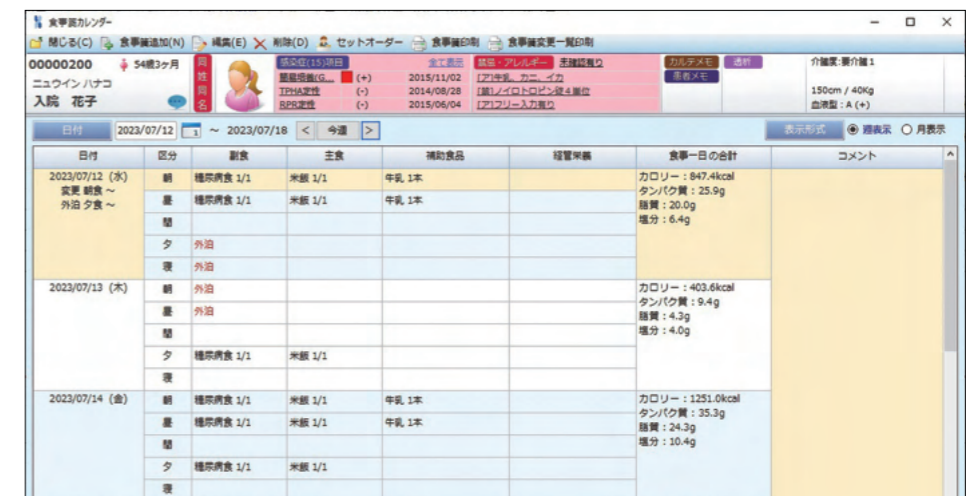 食事箋カレンダー
閉じる(C) 食事箋追加(N) 編集(E) 削除(D) セットオーダー 食事箋印刷 食事箋変更一覧印刷
00000200 54歳3ヶ月 同姓同名 感染症(15)項目 全て表示 禁忌・アレルギー 未確認有り カルテメモ 透析 介護度:要介護1
ニュウイン ハナコ (+) 2015/11/02 [ア]牛乳、カニ、イカ 患者メモ
入院 花子 TPHA定性 (-) 2014/08/28 150cm / 40Kg
RPR定性 (-) 2015/06/04 [ア]フリー入力有り 血液型:A (+)
日付 2023/07/12 ~ 2023/07/18 < 今週 > 表示形式 週表示 月表示
日付 区分 副食 主食 補助食品 経管栄養 食事一日の合計 コメント
2023/07/12 (水) 朝 糖尿病食 1/1 米飯 1/1 牛乳 1本 カロリー:847.4kcal
変更 朝食 ~ タンパク質:25.9g
外泊 夕食 ~ 昼 糖尿病食 1/1 米飯 1/1 牛乳 1本 脂質:20.0g
間 塩分:6.4g
夕 外泊
寝 外泊
2023/07/13 (木) 朝 外泊 カロリー:403.6kcal
タンパク質:9.4g
昼 外泊 脂質:4.3g
間 塩分:4.0g
夕 糖尿病食 1/1 米飯 1/1
寝
2023/07/14 (金) 朝 糖尿病食 1/1 米飯 1/1 牛乳 1本 カロリー:1251.0kcal
タンパク質:35.3g
昼 糖尿病食 1/1 米飯 1/1 牛乳 1本 脂質:24.3g
間 塩分:10.4g
夕 糖尿病食 1/1 米飯 1/1
寝